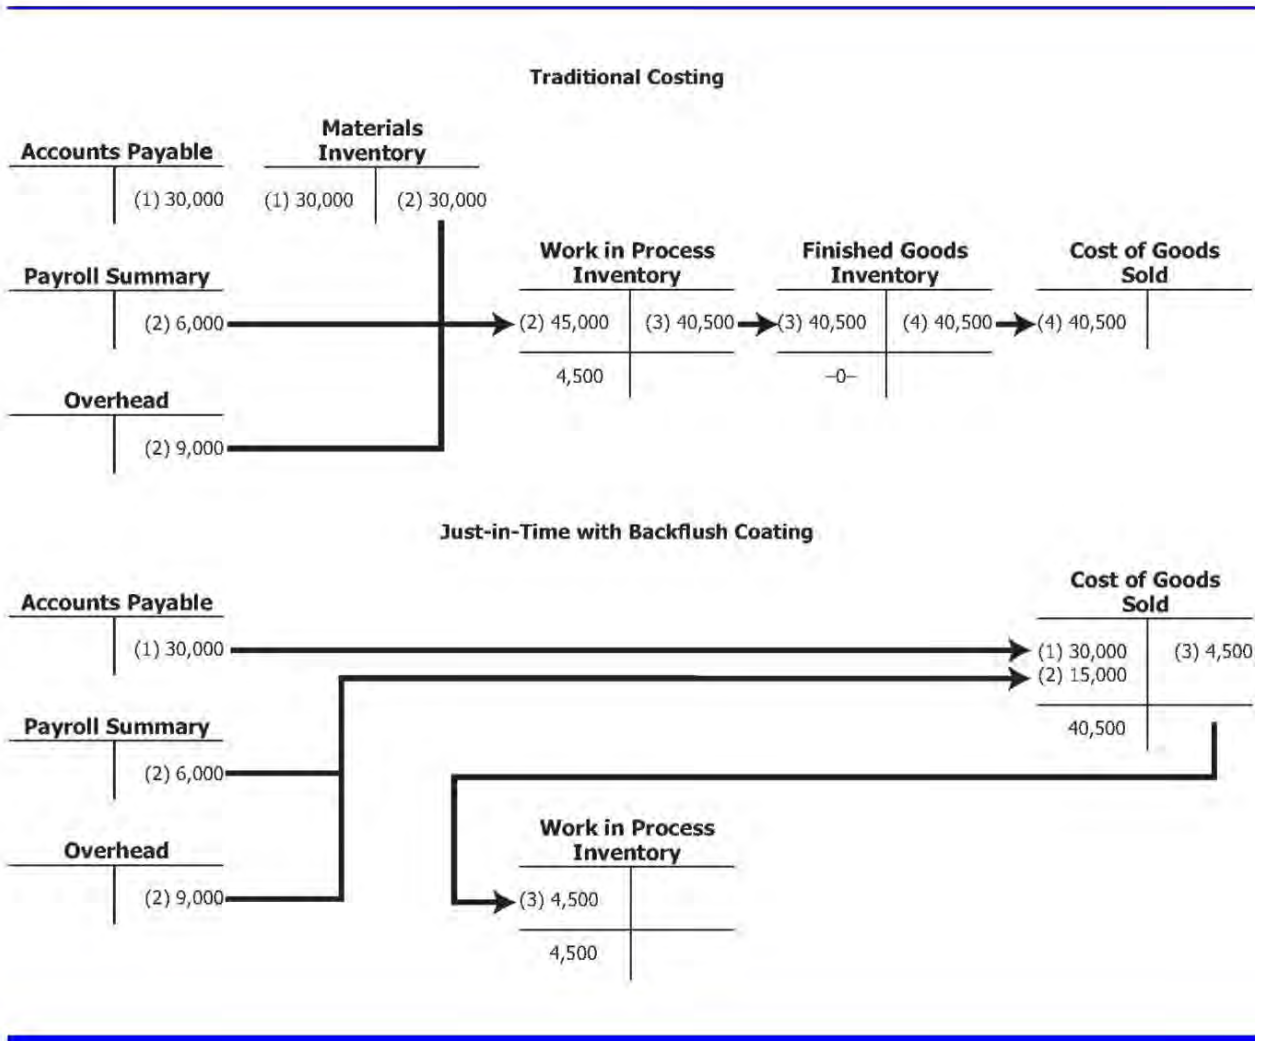 Traditional Costing
Accounts Payable
(1) 30,000
Materials
Inventory
(1) 30,000 (2) 30,000
Payroll Summary
(2) 6,000
Overhead
(2) 9,000
Work in Process
Inventory
(2) 45,000 (3) 40,500
4,500
Finished Goods
Inventory
(3) 40,500 (4) 40,500
–0–
Cost of Goods
Sold
(4) 40,500
Just-in-Time with Backflush Coating
Accounts Payable
(1) 30,000
Payroll Summary
(2) 6,000
Overhead
(2) 9,000
Cost of Goods
Sold
(1) 30,000 (3) 4,500
(2) 15,000
40,500
Work in Process
Inventory
(3) 4,500
4,500